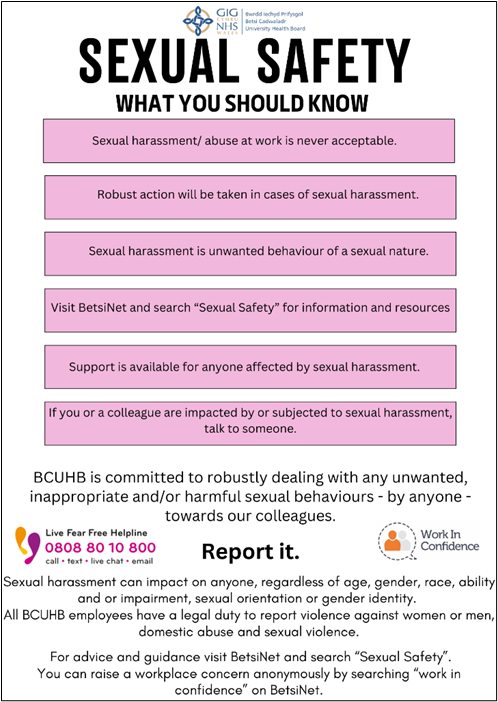 GIG
CYMRU
NHS
WALES
Bwrdd Iechyd Prifysgol
Betsi Cadwaladr
University Health Board
SEXUAL SAFETY
WHAT YOU SHOULD KNOW
Sexual harassment/ abuse at work is never acceptable.
Robust action will be taken in cases of sexual harassment.
Sexual harassment is unwanted behaviour of a sexual nature.
Visit BetsiNet and search “Sexual Safety” for information and resources
Support is available for anyone affected by sexual harassment.
If you or a colleague are impacted by or subjected to sexual harassment,
talk to someone.
BCUHB is committed to robustly dealing with any unwanted,
inappropriate and/or harmful sexual behaviours - by anyone -
towards our colleagues.
Live Fear Free Helpline
0808 80 10 800
call • text • live chat • email
Report it.
Work In
Confidence
Sexual harassment can impact on anyone, regardless of age, gender, race, ability
and or impairment, sexual orientation or gender identity.
All BCUHB employees have a legal duty to report violence against women or men,
domestic abuse and sexual violence.
For advice and guidance visit BetsiNet and search “Sexual Safety”.
You can raise a workplace concern anonymously by searching “work in
confidence” on BetsiNet.